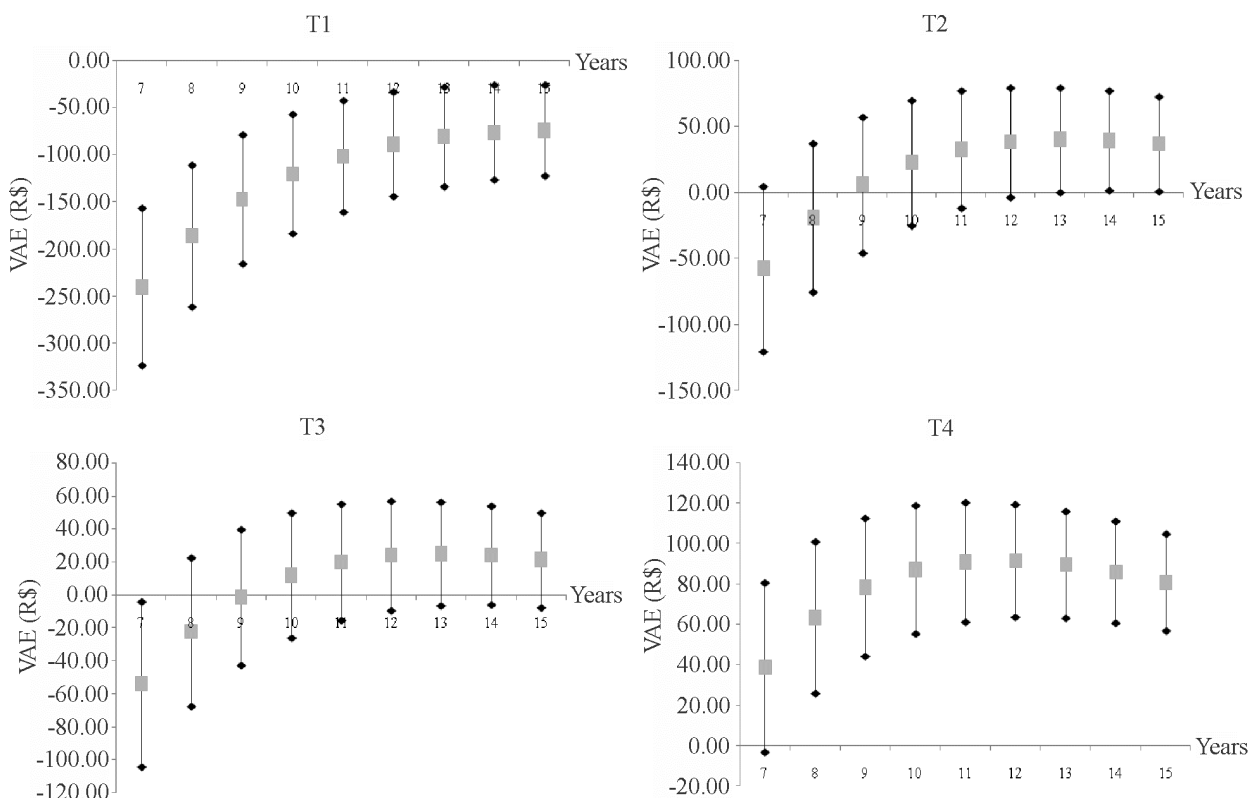 T1
0.00
-50.00
-100.00
-150.00
-200.00
-250.00
-300.00
-350.00
VAE (R$)
7 8 9 10 11 12 13 14 15
Years
T2
100.00
50.00
0.00
-50.00
-100.00
-150.00
VAE (R$)
7 8 9 10 11 12 13 14 15
Years
T3
80.00
60.00
40.00
20.00
0.00
-20.00
-40.00
-60.00
-80.00
-100.00
-120.00
VAE (R$)
7 8 9 10 11 12 13 14 15
Years
T4
140.00
120.00
100.00
80.00
60.00
40.00
20.00
0.00
-20.00
VAE (R$)
7 8 9 10 11 12 13 14 15
Years